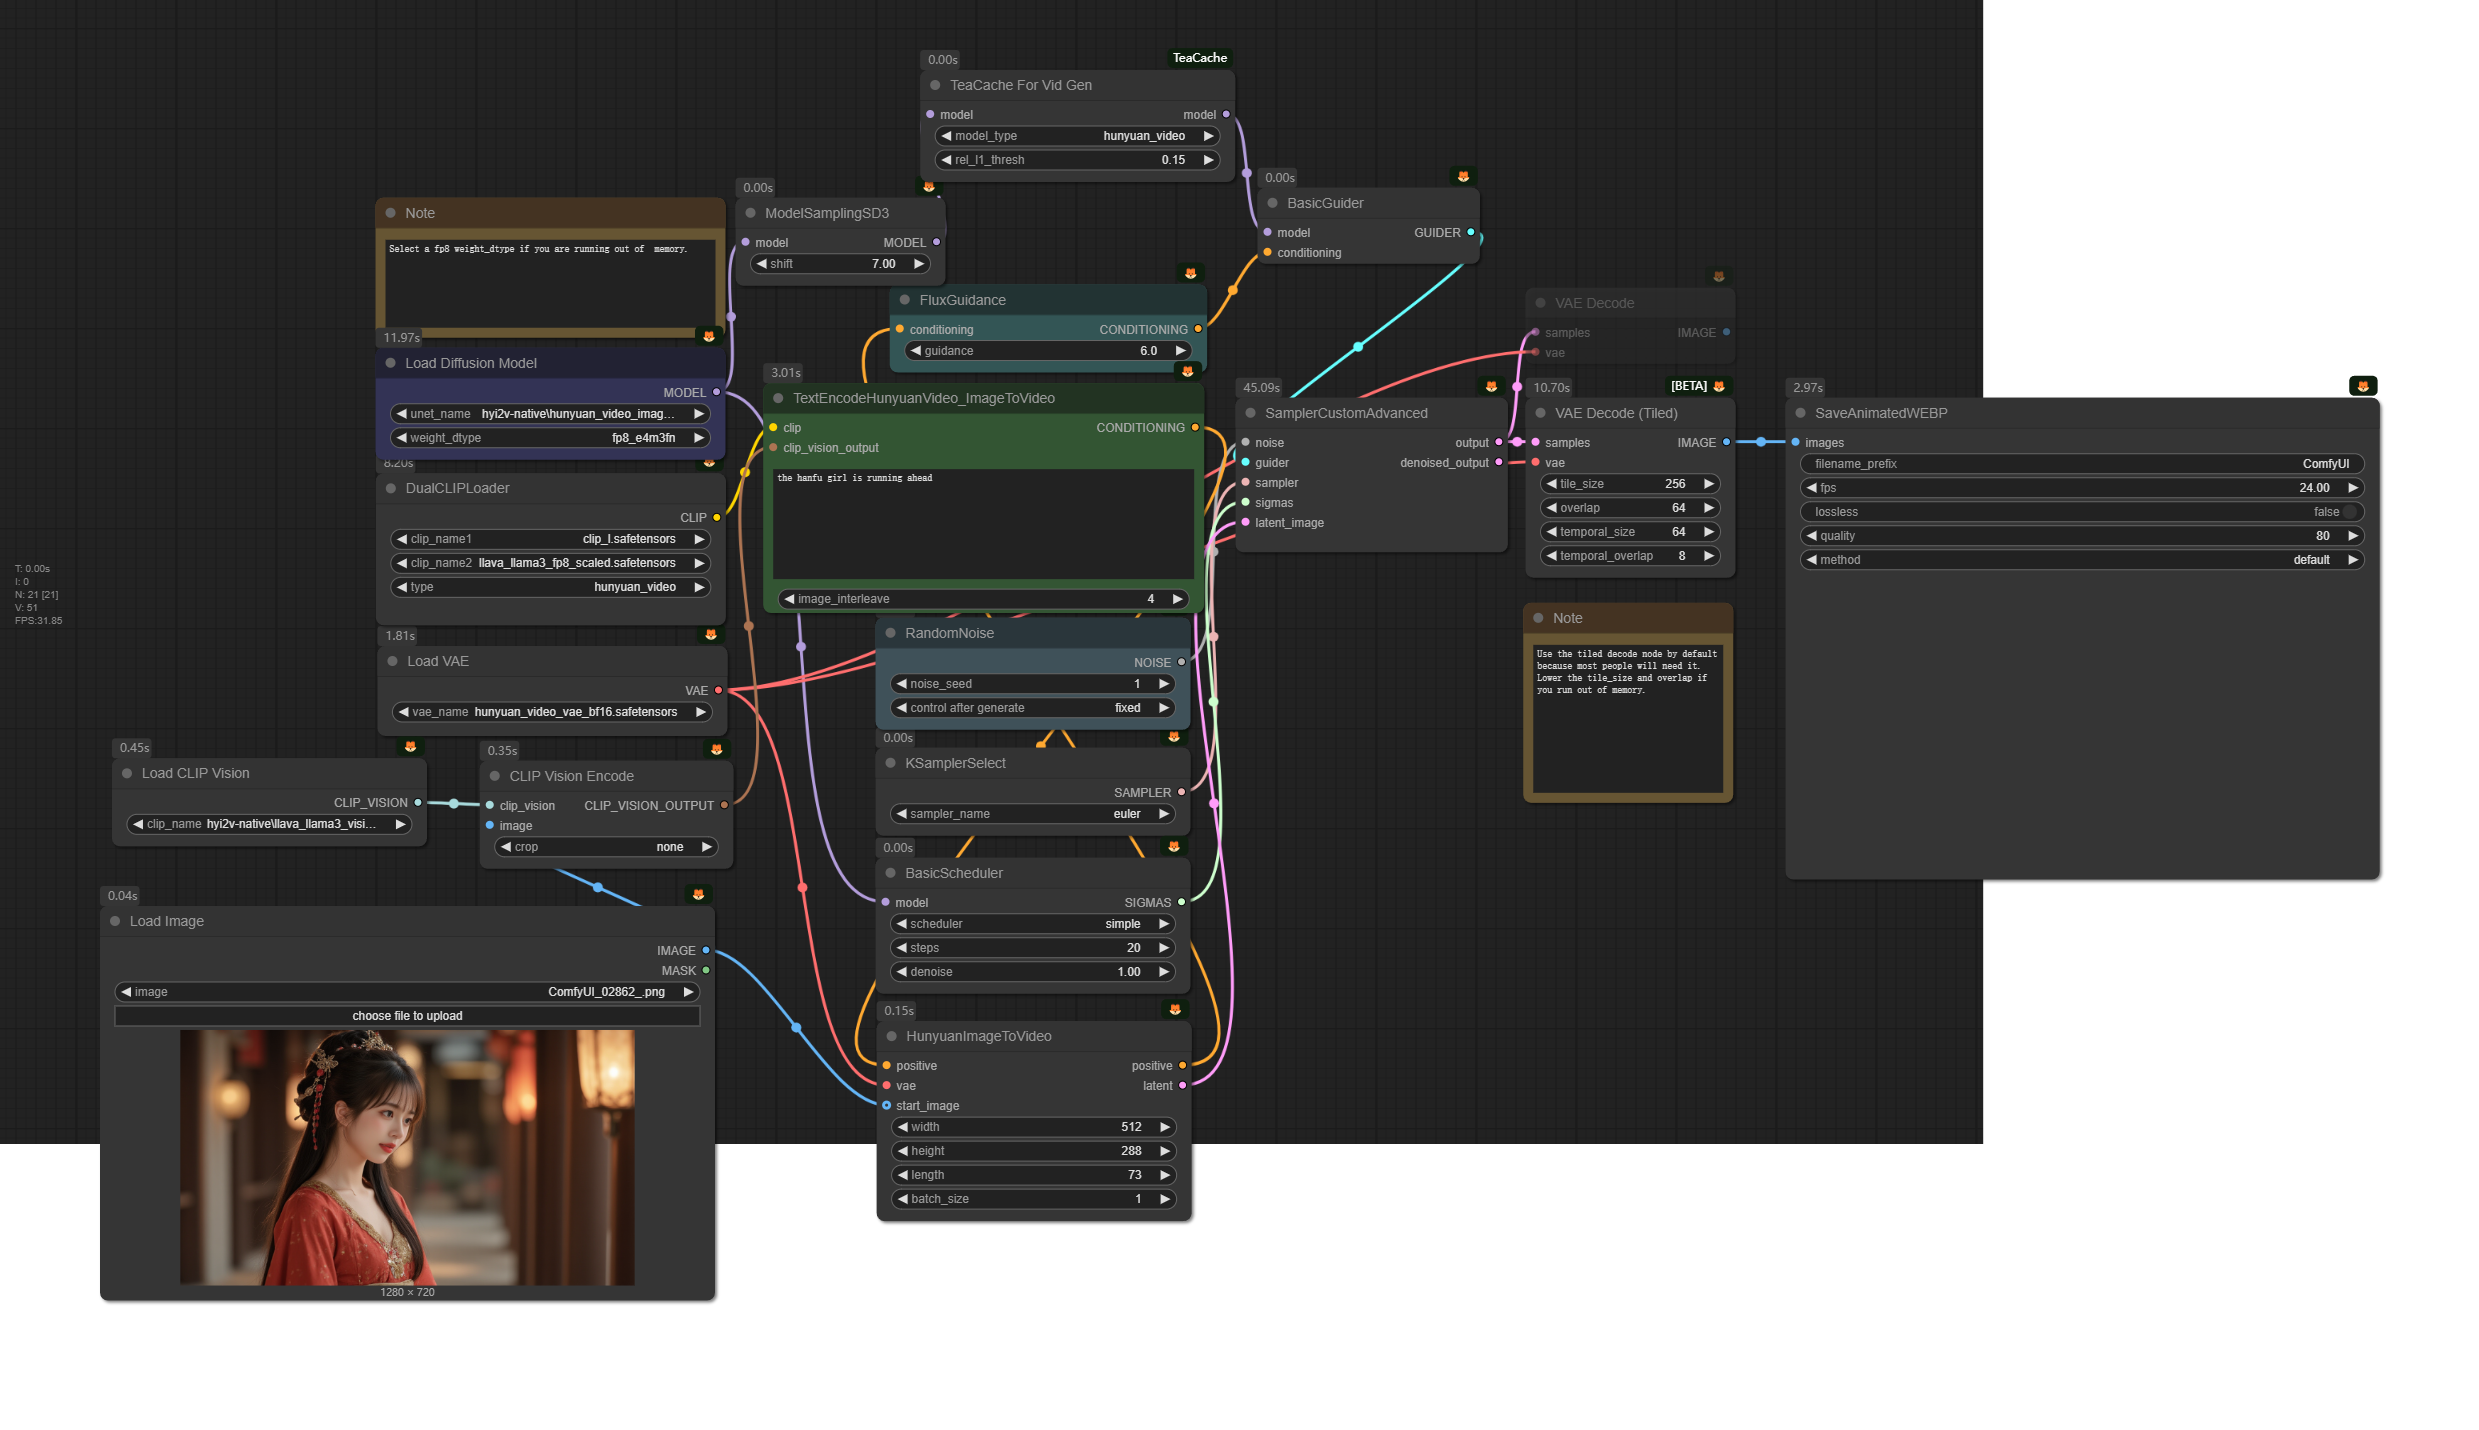 0.00s
TeaCache
TeaCache For Vid Gen
model
model
model_type
hunyuan_video
rel_l1_thresh
0.15
Note
Select a fp8 weight_dtype if you are running out of  memory.
0.00s
ModelSamplingSD3
model
MODEL
shift
7.00
0.00s
BasicGuider
model
GUIDER
conditioning
FluxGuidance
conditioning
CONDITIONING
guidance
6.0
VAE Decode
samples
IMAGE
vae
11.97s
Load Diffusion Model
MODEL
unet_name
hyi2v-native\hunyuan_video_imag...
weight_dtype
fp8_e4m3fn
3.01s
TextEncodeHunyuanVideo_ImageToVideo
clip
CONDITIONING
clip_vision_output
the hanfu girl is running ahead
image_interleave
4
45.09s
SamplerCustomAdvanced
noise
output
guider
denoised_output
sampler
sigmas
latent_image
10.70s
[BETA]
VAE Decode (Tiled)
samples
IMAGE
vae
tile_size
256
overlap
64
temporal_size
64
temporal_overlap
8
2.97s
SaveAnimatedWEBP
images
filename_prefix
ComfyUI
fps
24.00
lossless
false
quality
80
method
default
8.20s
DualCLIPLoader
CLIP
clip_name1
clip_l.safetensors
clip_name2
llava_llama3_fp8_scaled.safetensors
type
hunyuan_video
T: 0.00s
I: 0
N: 21 [21]
V: 51
FPS:31.85
1.81s
Load VAE
VAE
vae_name
hunyuan_video_vae_bf16.safetensors
RandomNoise
NOISE
noise_seed
1
control after generate
fixed
Note
Use the tiled decode node by default
because most people will need it.
Lower the tile_size and overlap if
you run out of memory.
0.45s
Load CLIP Vision
CLIP_VISION
clip_name
hyi2v-native\llava_llama3_visi...
0.35s
CLIP Vision Encode
clip_vision
CLIP_VISION_OUTPUT
image
crop
none
0.00s
KSamplerSelect
SAMPLER
sampler_name
euler
0.00s
BasicScheduler
model
SIGMAS
scheduler
simple
steps
20
denoise
1.00
0.04s
Load Image
IMAGE
MASK
image
ComfyUI_02862_.png
choose file to upload
1280 × 720
0.15s
HunyuanImageToVideo
positive
positive
vae
latent
start_image
width
512
height
288
length
73
batch_size
1